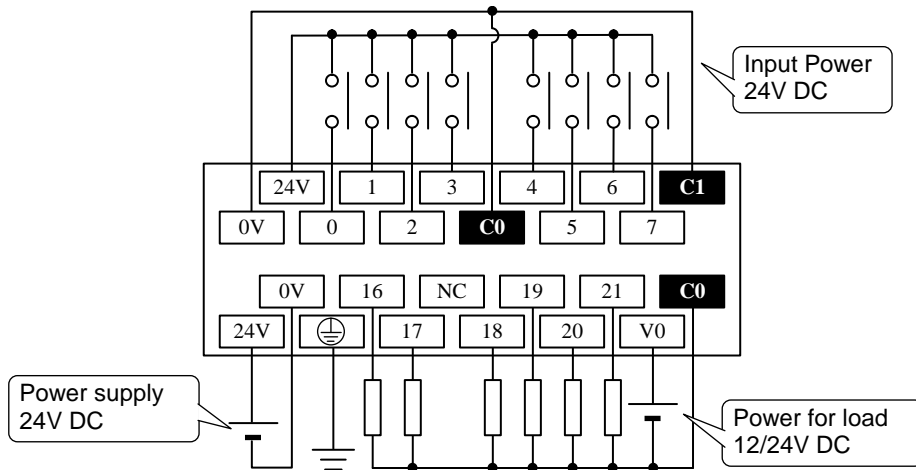 Input Power
24V DC
24V 1 3 4 6 C1
0V 0 2 C0 5 7
0V 16 NC 19 21 C0
24V 17 18 20 V0
Power supply
24V DC
Power for load
12/24V DC